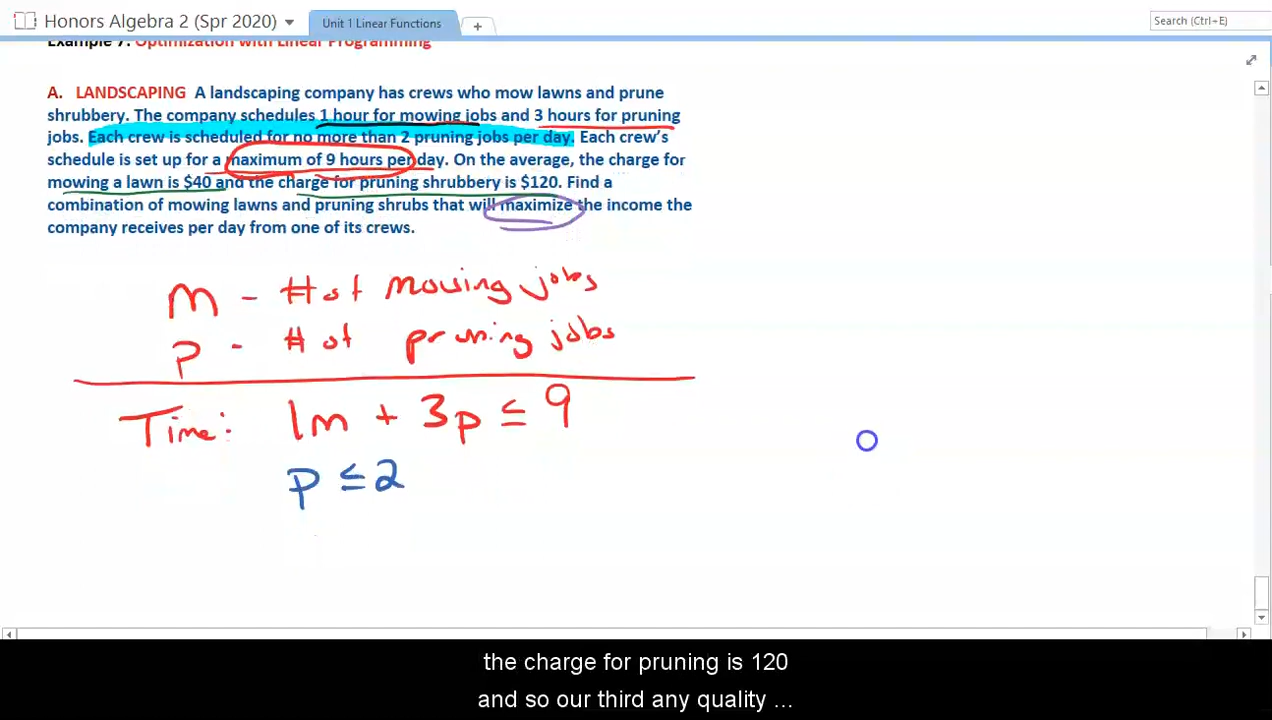 Honors Algebra 2 (Spr 2020)
Unit 1 Linear Functions
+
Search (Ctrl+E)
Example 7: Optimization with Linear Programming
A. LANDSCAPING A landscaping company has crews who mow lawns and prune
shrubbery. The company schedules 1 hour for mowing jobs and 3 hours for pruning
jobs. Each crew is scheduled for no more than 2 pruning jobs per day. Each crew's
schedule is set up for a maximum of 9 hours per day. On the average, the charge for
mowing a lawn is $40 and the charge for pruning shrubbery is $120. Find a
combination of mowing lawns and pruning shrubs that will maximize the income the
company receives per day from one of its crews.
m - # of mowing jobs
p - # of pruning jobs
Time: 1m + 3p ≤ 9
p ≤ 2
the charge for pruning is 120
and so our third any quality ...